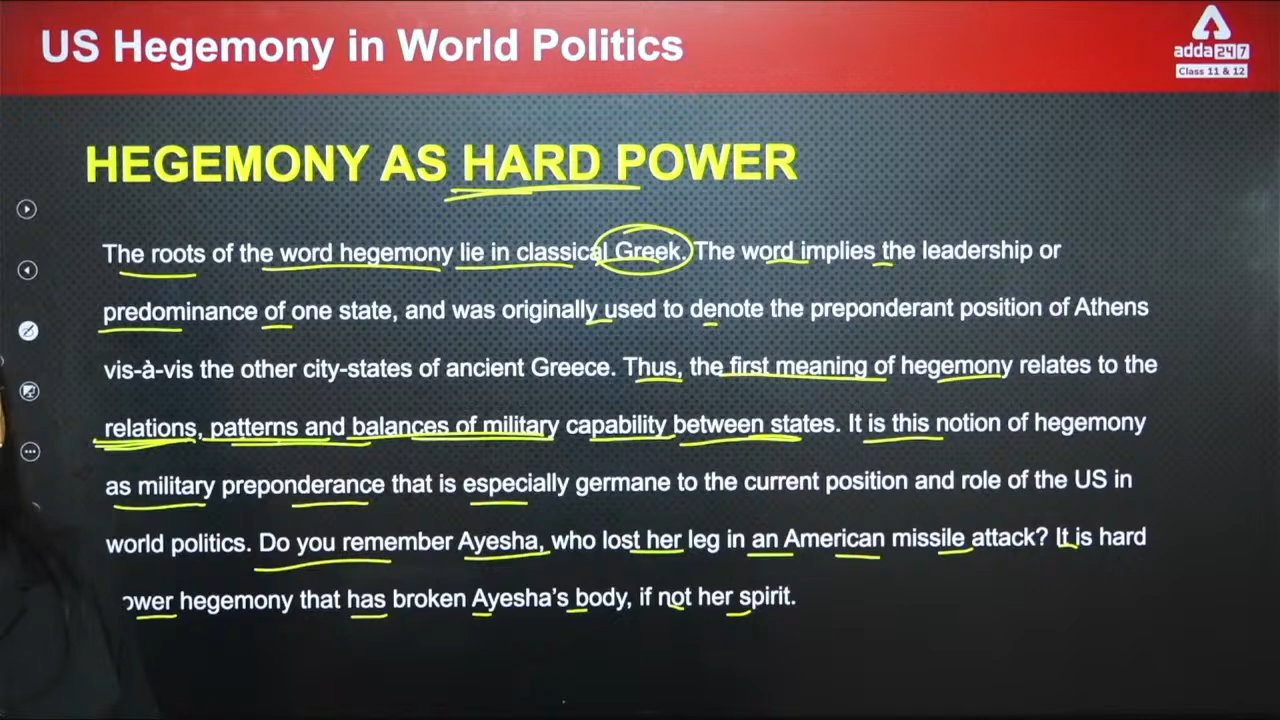 US Hegemony in World Politics
adda247
Class 11 & 12
HEGEMONY AS HARD POWER
The roots of the word hegemony lie in classical Greek. The word implies the leadership or
predominance of one state, and was originally used to denote the preponderant position of Athens
vis-à-vis the other city-states of ancient Greece. Thus, the first meaning of hegemony relates to the
relations, patterns and balances of military capability between states. It is this notion of hegemony
as military preponderance that is especially germane to the current position and role of the US in
world politics. Do you remember Ayesha, who lost her leg in an American missile attack? It is hard
ower hegemony that has broken Ayesha's body, if not her spirit.